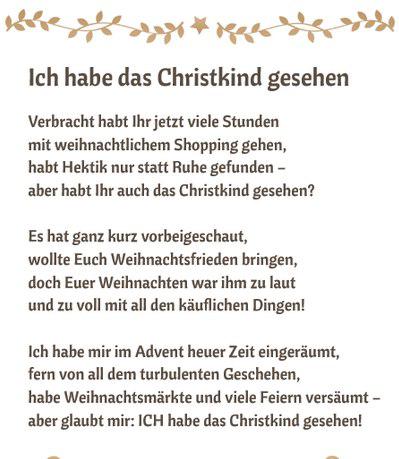 Ich habe das Christkind gesehen
Verbracht habt Ihr jetzt viele Stunden
mit weihnachtlichem Shopping gehen,
habt Hektik nur statt Ruhe gefunden –
aber habt Ihr auch das Christkind gesehen?
Es hat ganz kurz vorbeigeschaut,
wollte Euch Weihnachtsfrieden bringen,
doch Euer Weihnachten war ihm zu laut
und zu voll mit all den käuflichen Dingen!
Ich habe mir im Advent heuer Zeit eingeräumt,
fern von all dem turbulenten Geschehen,
habe Weihnachtsmärkte und viele Feiern versäumt –
aber glaubt mir: ICH habe das Christkind gesehen!